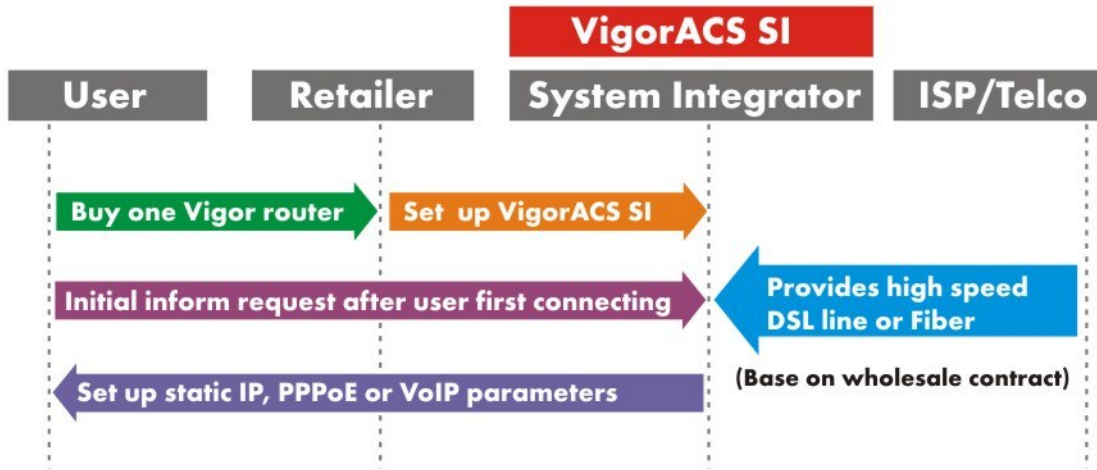 VigorACS SI
User
Retailer
System Integrator
ISP/Telco
Buy one Vigor router
Set up VigorACS SI
Initial inform request after user first connecting
Provides high speed
DSL line or Fiber
Set up static IP, PPPoE or VoIP parameters
(Base on wholesale contract)